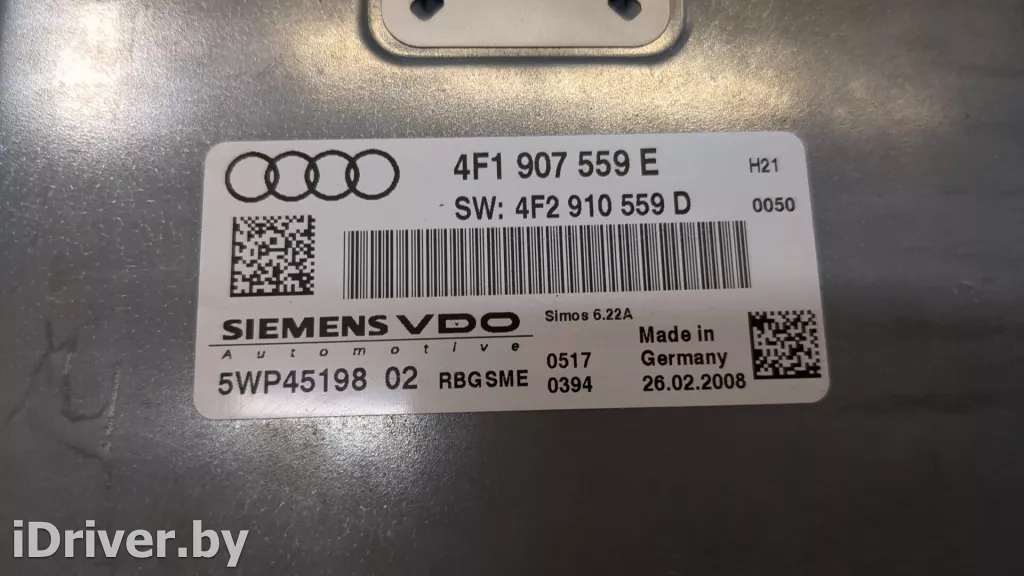 4F1 907 559 E
H21
SW: 4F2 910 559 D
0050
SIEMENS VDO
Automotive
Simos 6.22A
Made in
Germany
0517
5WP45198 02
RBGSME
0394
26.02.2008
iDriver.by